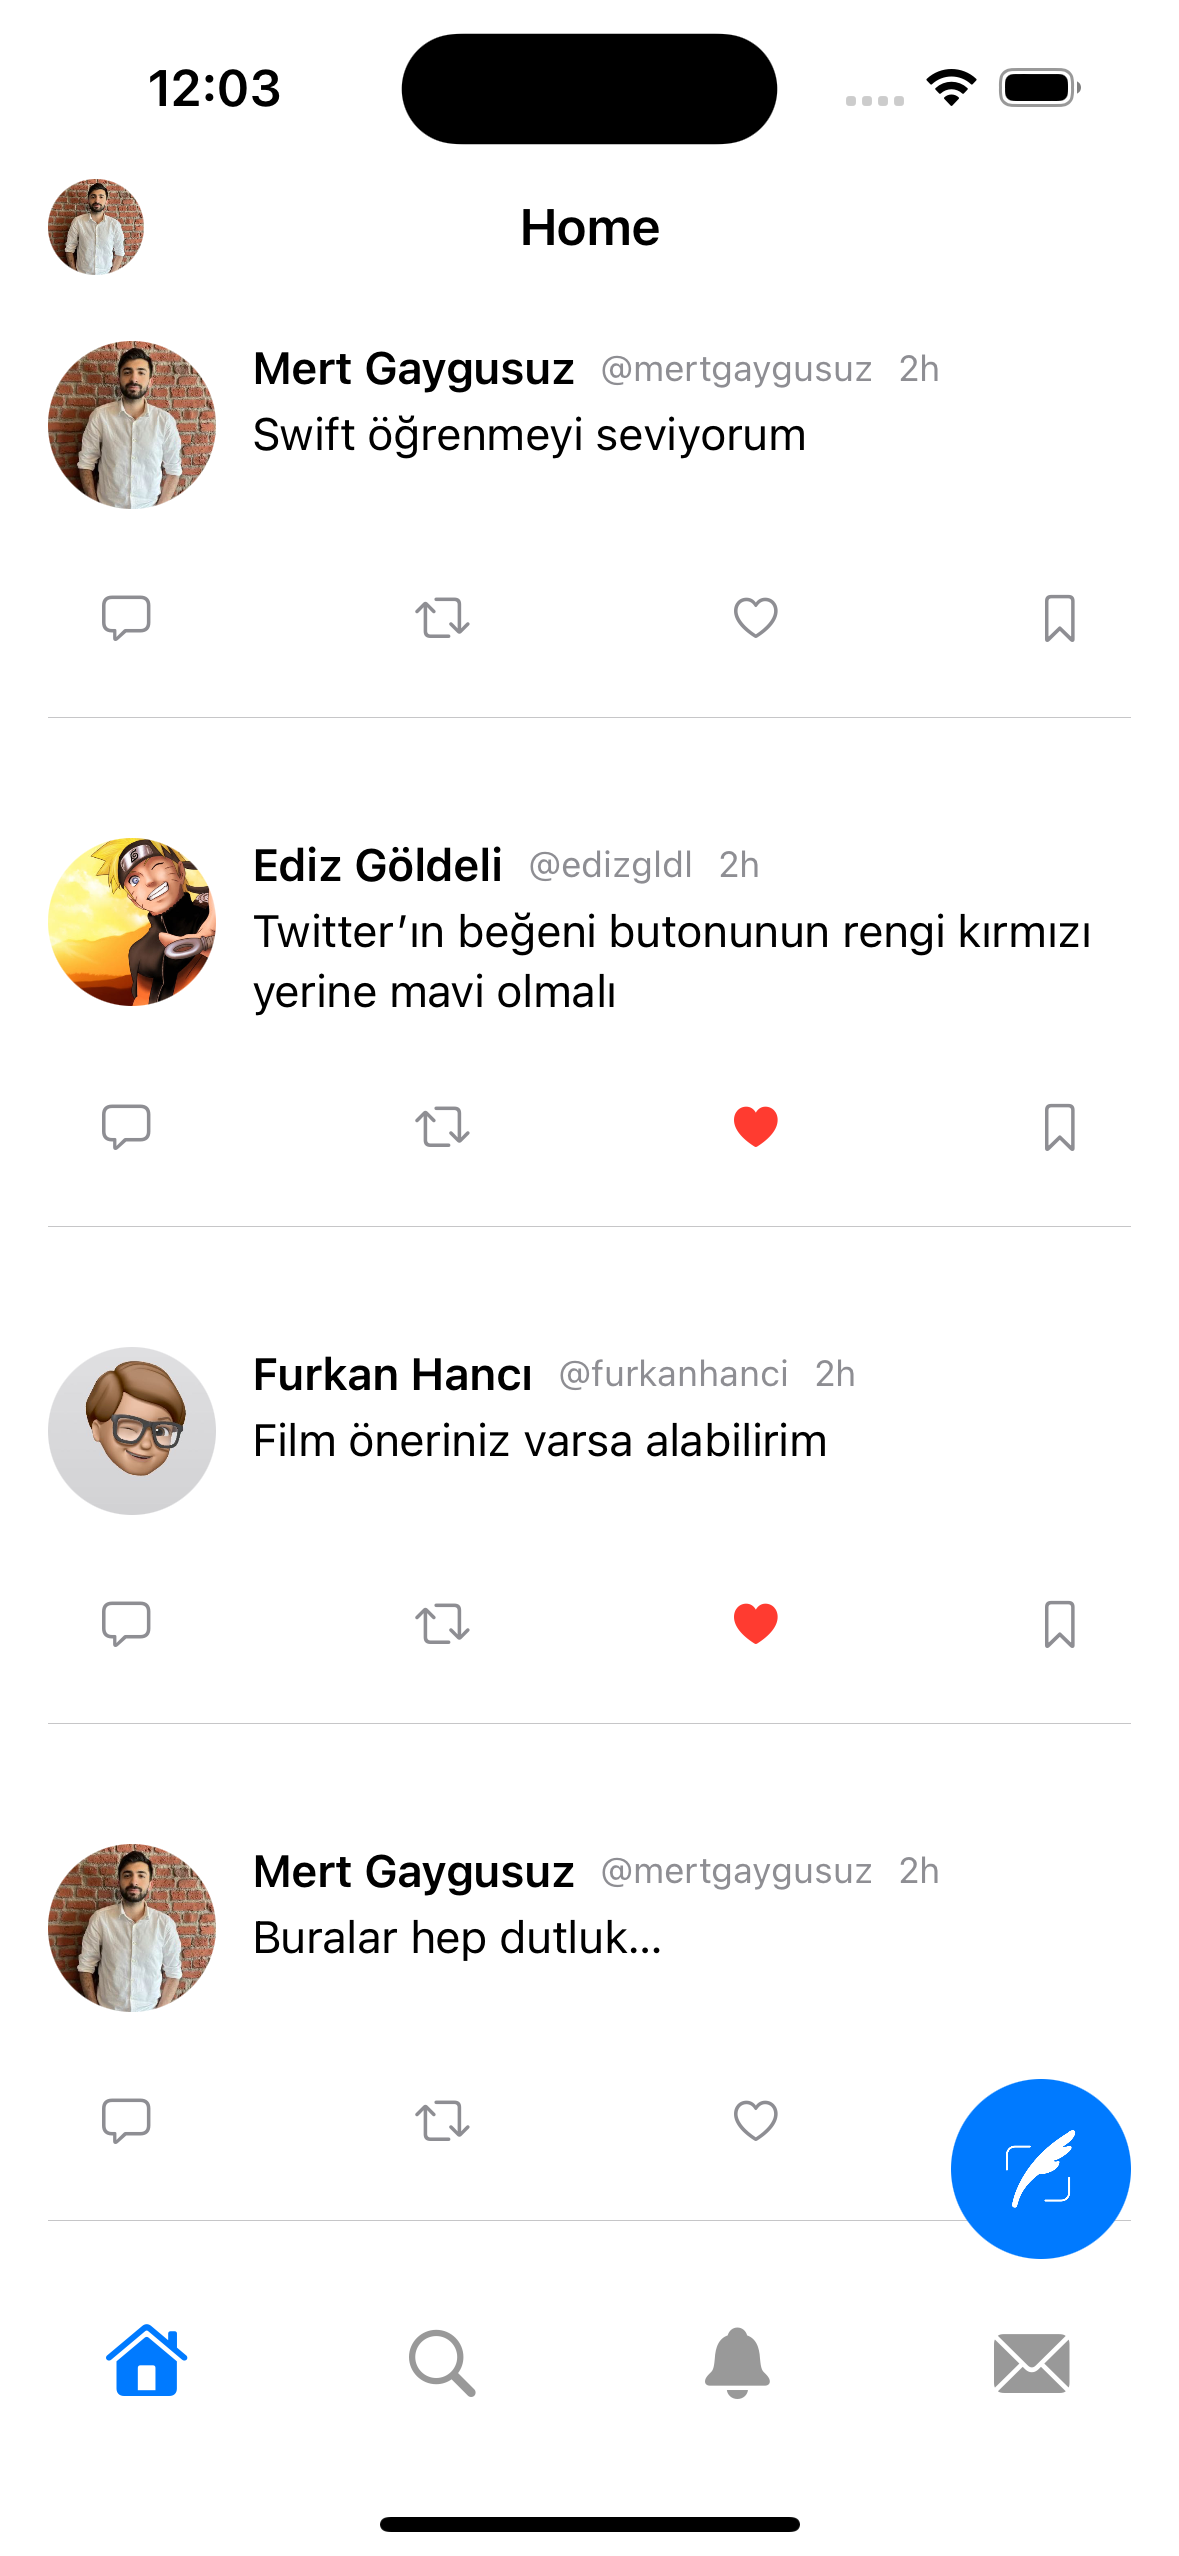 12:03
Home
Mert Gaygusuz @mertgaygusuz 2h
Swift öğrenmeyi seviyorum
Ediz Göldeli @edizgldl 2h
Twitter’ın beğeni butonunun rengi kırmızı
yerine mavi olmalı
Furkan Hancı @furkanhanci 2h
Film öneriniz varsa alabilirim
Mert Gaygusuz @mertgaygusuz 2h
Buralar hep dutluk...